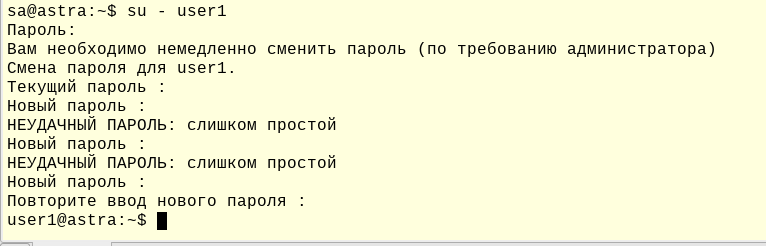 sa@astra:~$ su - user1
Пароль:
Вам необходимо немедленно сменить пароль (по требованию администратора)
Смена пароля для user1.
Текущий пароль :
Новый пароль :
НЕУДАЧНЫЙ ПАРОЛЬ: слишком простой
Новый пароль :
НЕУДАЧНЫЙ ПАРОЛЬ: слишком простой
Новый пароль :
Повторите ввод нового пароля :
user1@astra:~$